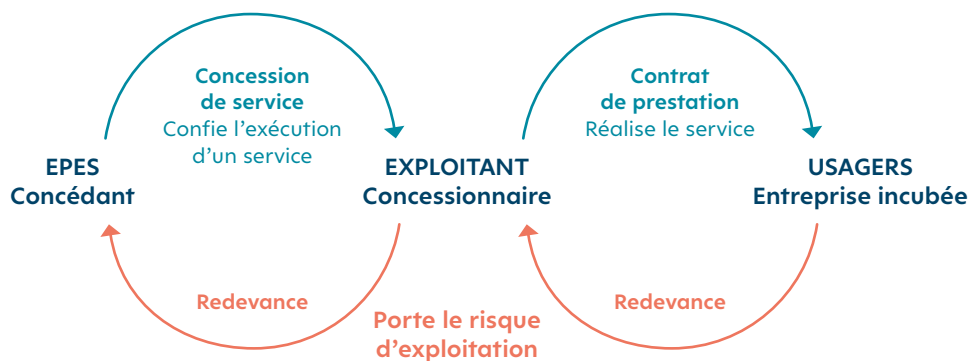 Concession
de service
Confie l’exécution
d’un service
Contrat
de prestation
Réalise le service
EPES
Concédant
EXPLOITANT
Concessionnaire
USAGERS
Entreprise incubée
Redevance
Porte le risque
d’exploitation
Redevance